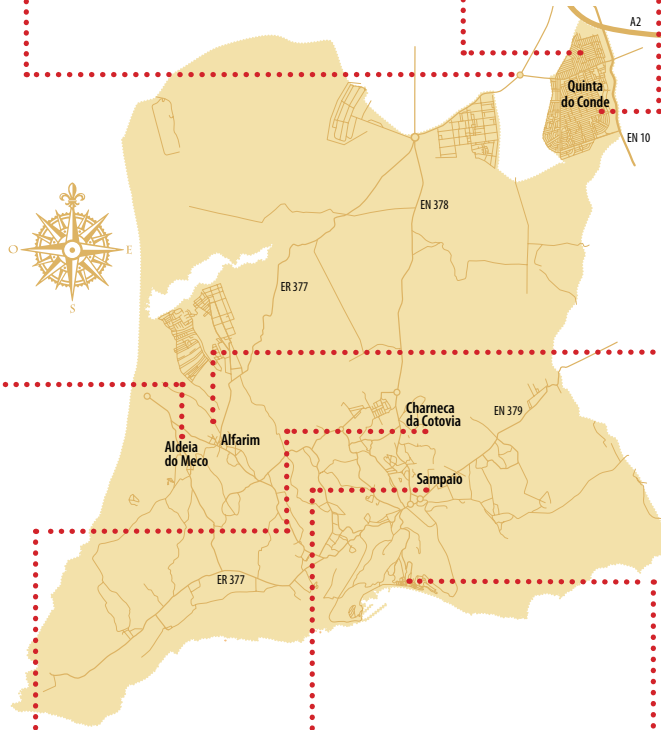 A2
Quinta
do Conde
EN 10
EN 378
O
E
S
ER 377
Charneca
da Cotovia
EN 379
Alfarim
Aldeia
do Meco
Sampaio
ER 377